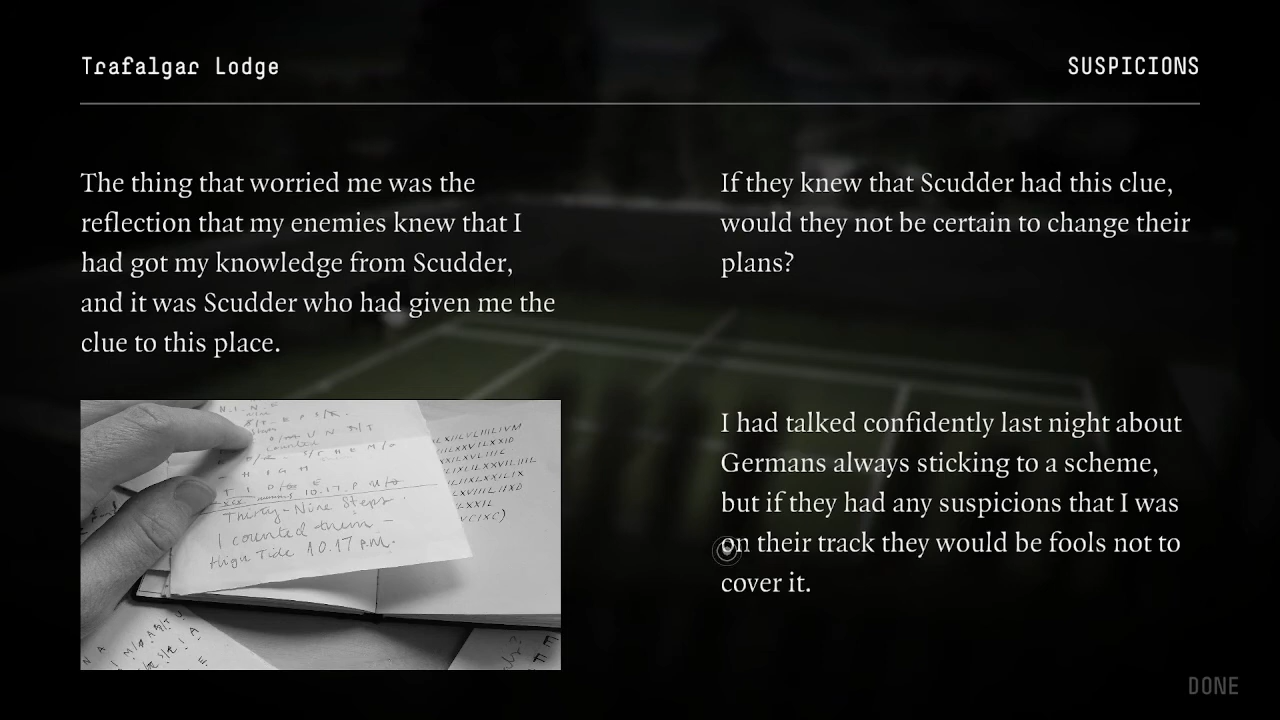 Trafalgar Lodge
SUSPICIONS
The thing that worried me was the
reflection that my enemies knew that I
had got my knowledge from Scudder,
and it was Scudder who had given me the
clue to this place.
If they knew that Scudder had this clue,
would they not be certain to change their
plans?
I had talked confidently last night about
Germans always sticking to a scheme,
but if they had any suspicions that I was
on their track they would be fools not to
cover it.
Thirty-Nine Steps
I counted them -
High Tide 10.17 P.M.
DONE